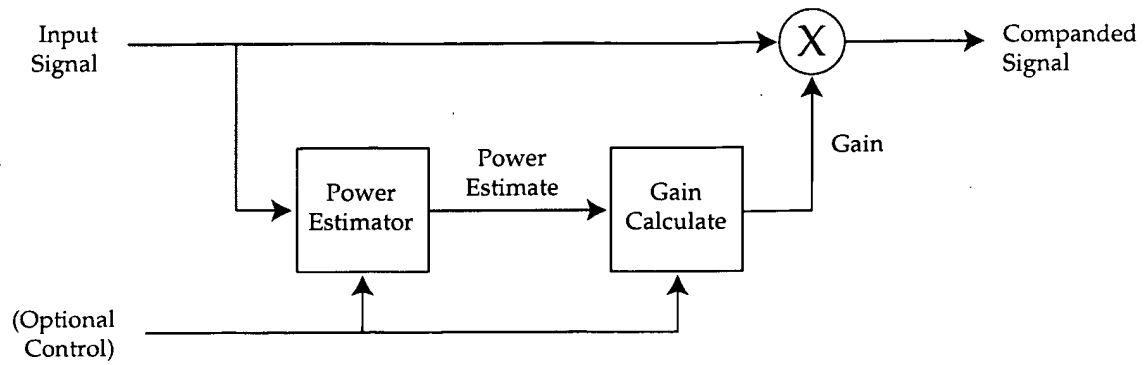 Input
Signal
X
Companded
Signal
Gain
Power
Estimate
Power
Estimator
Gain
Calculate
(Optional
Control)